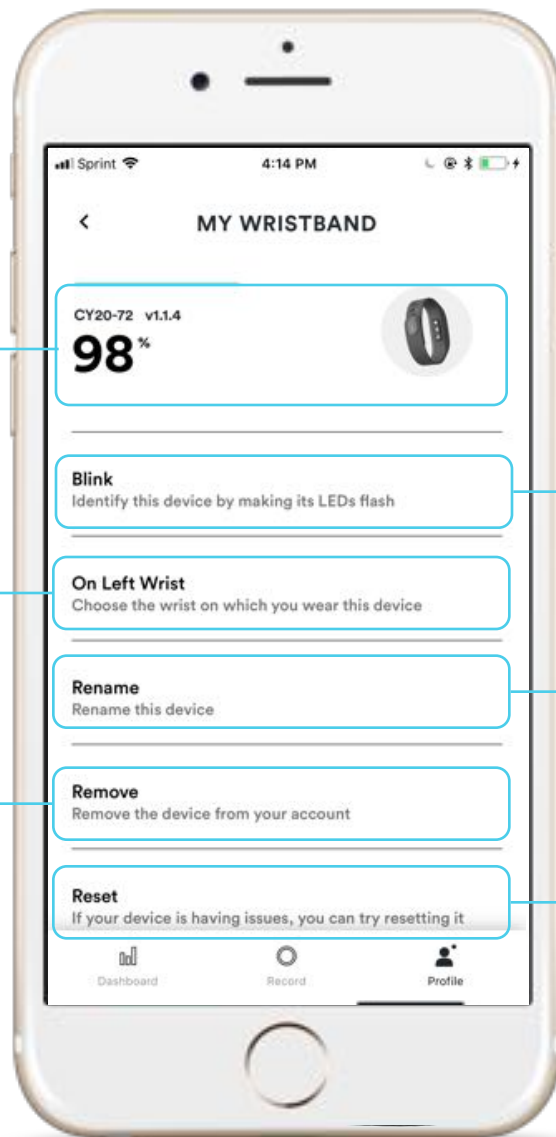 Sprint 4:14 PM
MY WRISTBAND
CY20-72 v1.1.4
98%
Blink
Identify this device by making its LEDs flash
On Left Wrist
Choose the wrist on which you wear this device
Rename
Rename this device
Remove
Remove the device from your account
Reset
If your device is having issues, you can try resetting it
Dashboard Record Profile